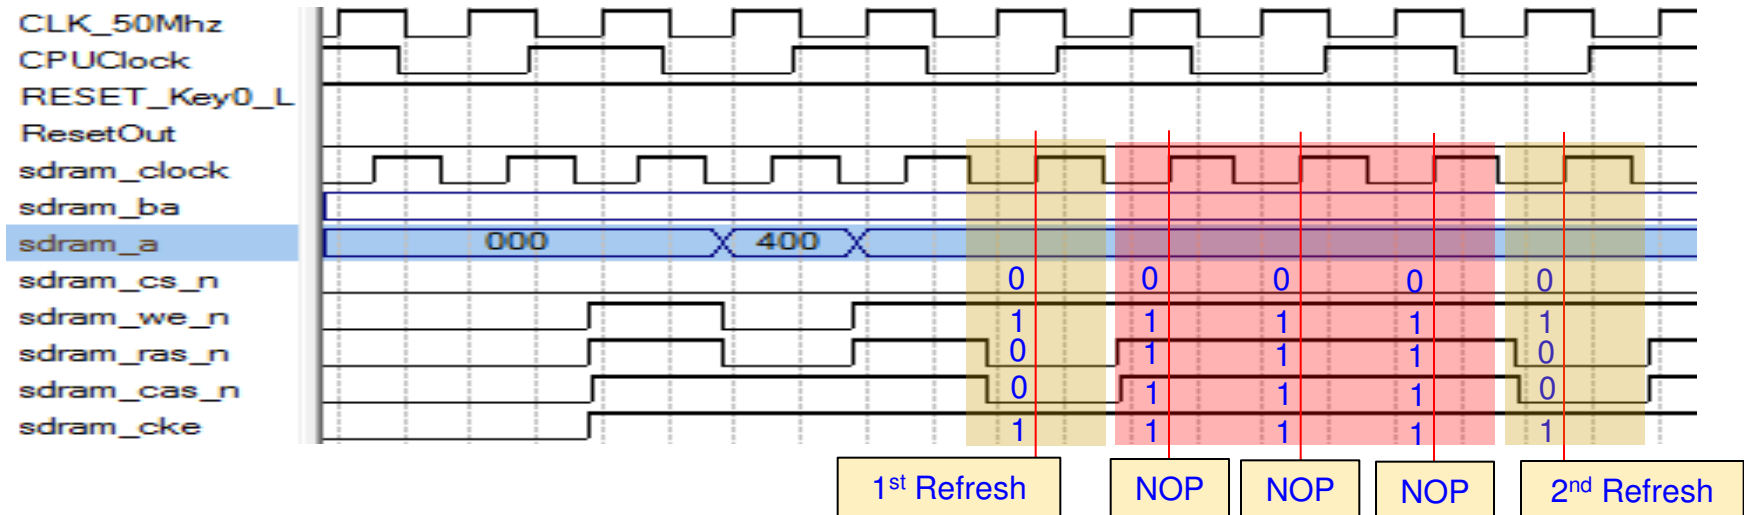 CLK_50Mhz
CPUClock
RESET_Key0_L
ResetOut
sdram_clock
sdram_ba
sdram_a 000 400
sdram_cs_n 0 0 0 0 0
sdram_we_n 1 1 1 1 1
sdram_ras_n 0 1 1 1 0
sdram_cas_n 0 1 1 1 0
sdram_cke 1 1 1 1 1
1st Refresh NOP NOP NOP 2nd Refresh